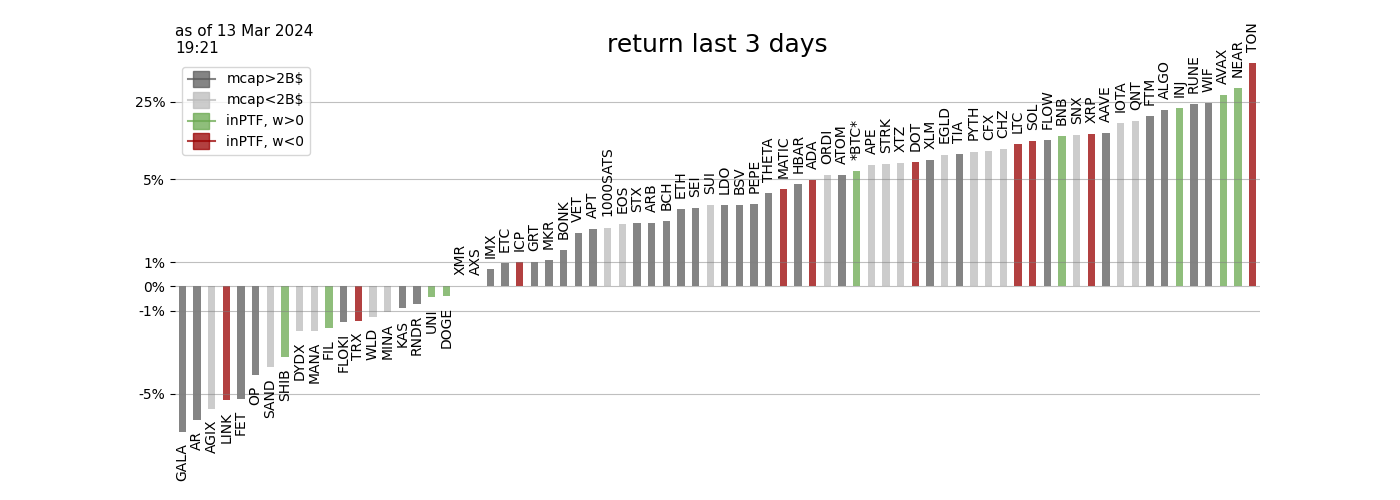 as of 13 Mar 2024
19:21
return last 3 days
mcap>2B$
mcap<2B$
inPTF, w>0
inPTF, w<0
25%
5%
1%
0%
-1%
-5%
GALA
AR
AGIX
LINK
FET
OP
SAND
SHIB
DYDX
MANA
FIL
FLOKI
TRX
WLD
MINA
KAS
RNDR
UNI
DOGE
XMR
AXS
IMX
ETC
ICP
GRT
MKR
BONK
VET
APT
1000SATS
EOS
STX
ARB
BCH
ETH
SEI
SUI
LDO
BSV
PEPE
THETA
MATIC
HBAR
ADA
ORDI
ATOM
*BTC*
APE
STRK
XTZ
DOT
XLM
EGLD
TIA
PYTH
CFX
CHZ
LTC
SOL
FLOW
BNB
SNX
XRP
AAVE
IOTA
QNT
FTM
ALGO
INJ
RUNE
WIF
AVAX
NEAR
TON